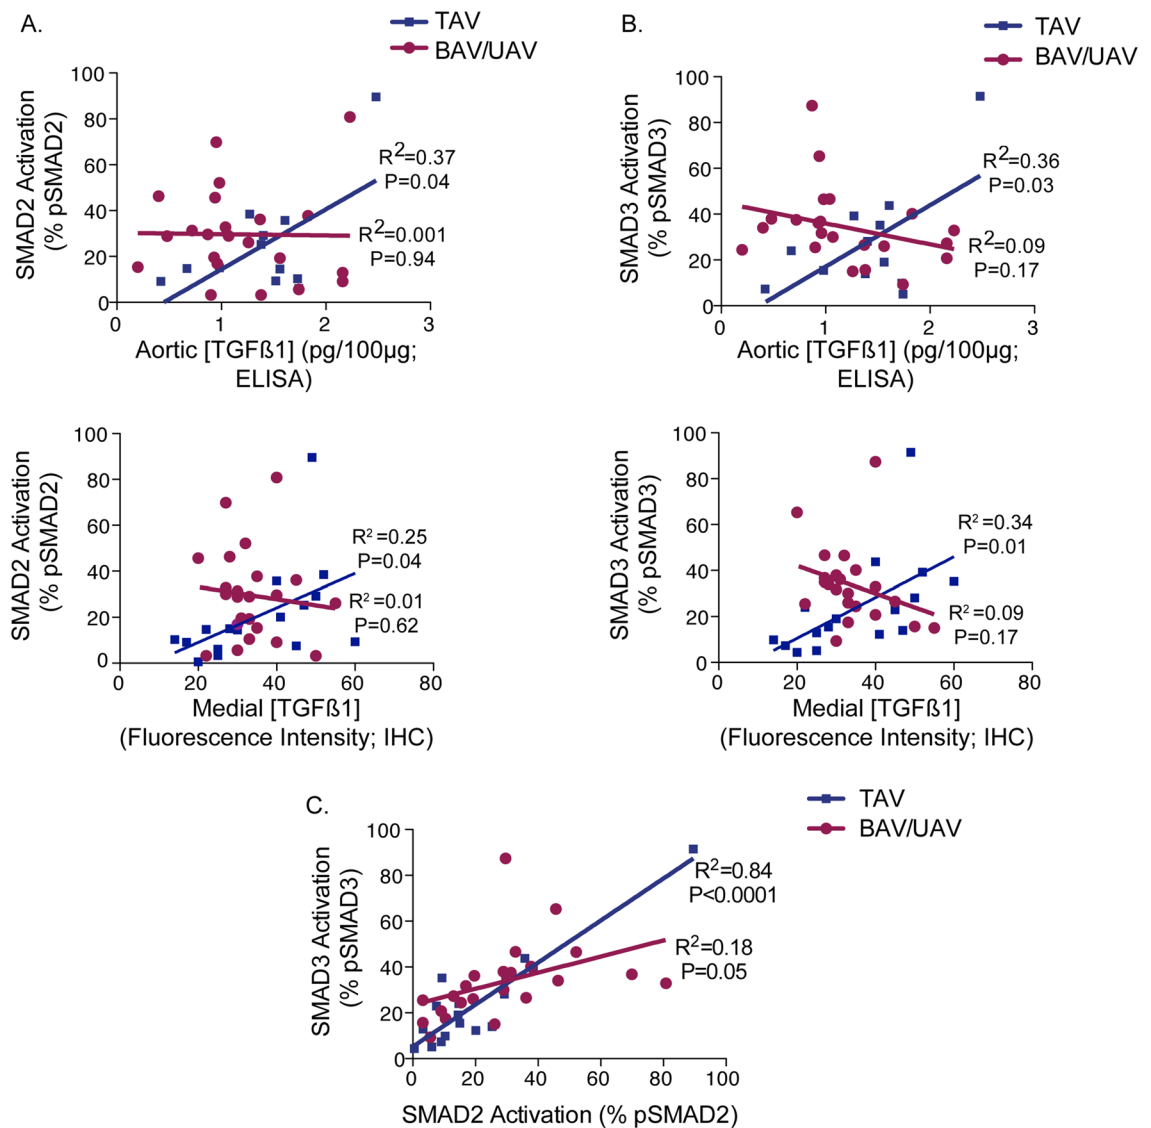 A.
TAV
BAV/UAV
SMAD2 Activation
(% pSMAD2)
100
80
60
40
20
0
0 1 2 3
R2=0.37
P=0.04
R2=0.001
P=0.94
Aortic [TGFß1] (pg/100µg;
ELISA)
B.
TAV
BAV/UAV
SMAD3 Activation
(% pSMAD3)
100
80
60
40
20
0
0 1 2 3
R2=0.36
P=0.03
R2=0.09
P=0.17
Aortic [TGFß1] (pg/100µg;
ELISA)
SMAD2 Activation
(% pSMAD2)
100
80
60
40
20
0
0 20 40 60 80
R² =0.25
P=0.04
R² =0.01
P=0.62
Medial [TGFß1]
(Fluorescence Intensity; IHC)
SMAD3 Activation
(% pSMAD3)
100
80
60
40
20
0
0 20 40 60 80
R² =0.34
P=0.01
R² =0.09
P=0.17
Medial [TGFß1]
(Fluorescence Intensity; IHC)
C.
TAV
BAV/UAV
SMAD3 Activation
(% pSMAD3)
100
80
60
40
20
0
0 20 40 60 80 100
R2=0.84
P<0.0001
R2=0.18
P=0.05
SMAD2 Activation (% pSMAD2)